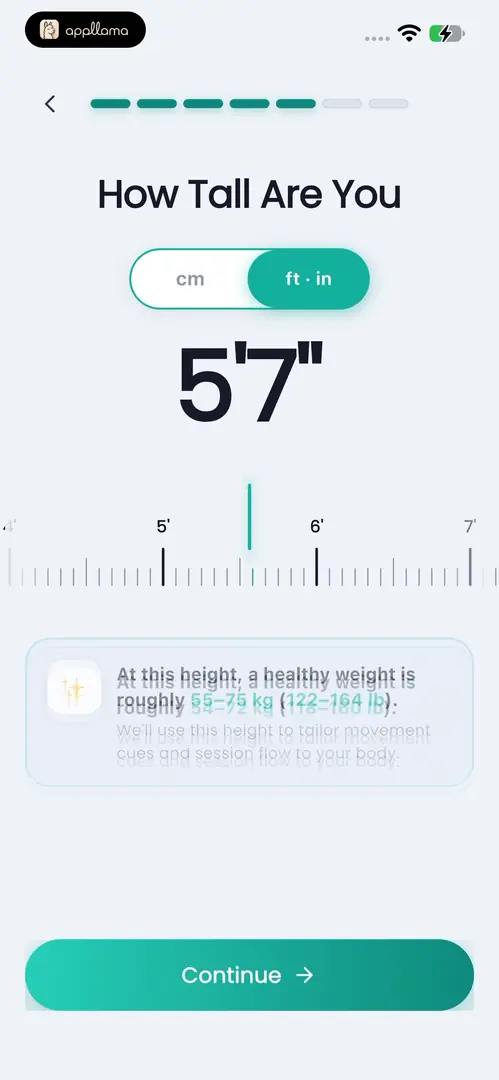 appllama
How Tall Are You
cm
ft · in
5'7"
4'
5'
6'
7'
At this height, a healthy weight is
roughly 55–75 kg (122–164 lb).
We'll use this height to tailor movement
cues and session flow to your body.
Continue →